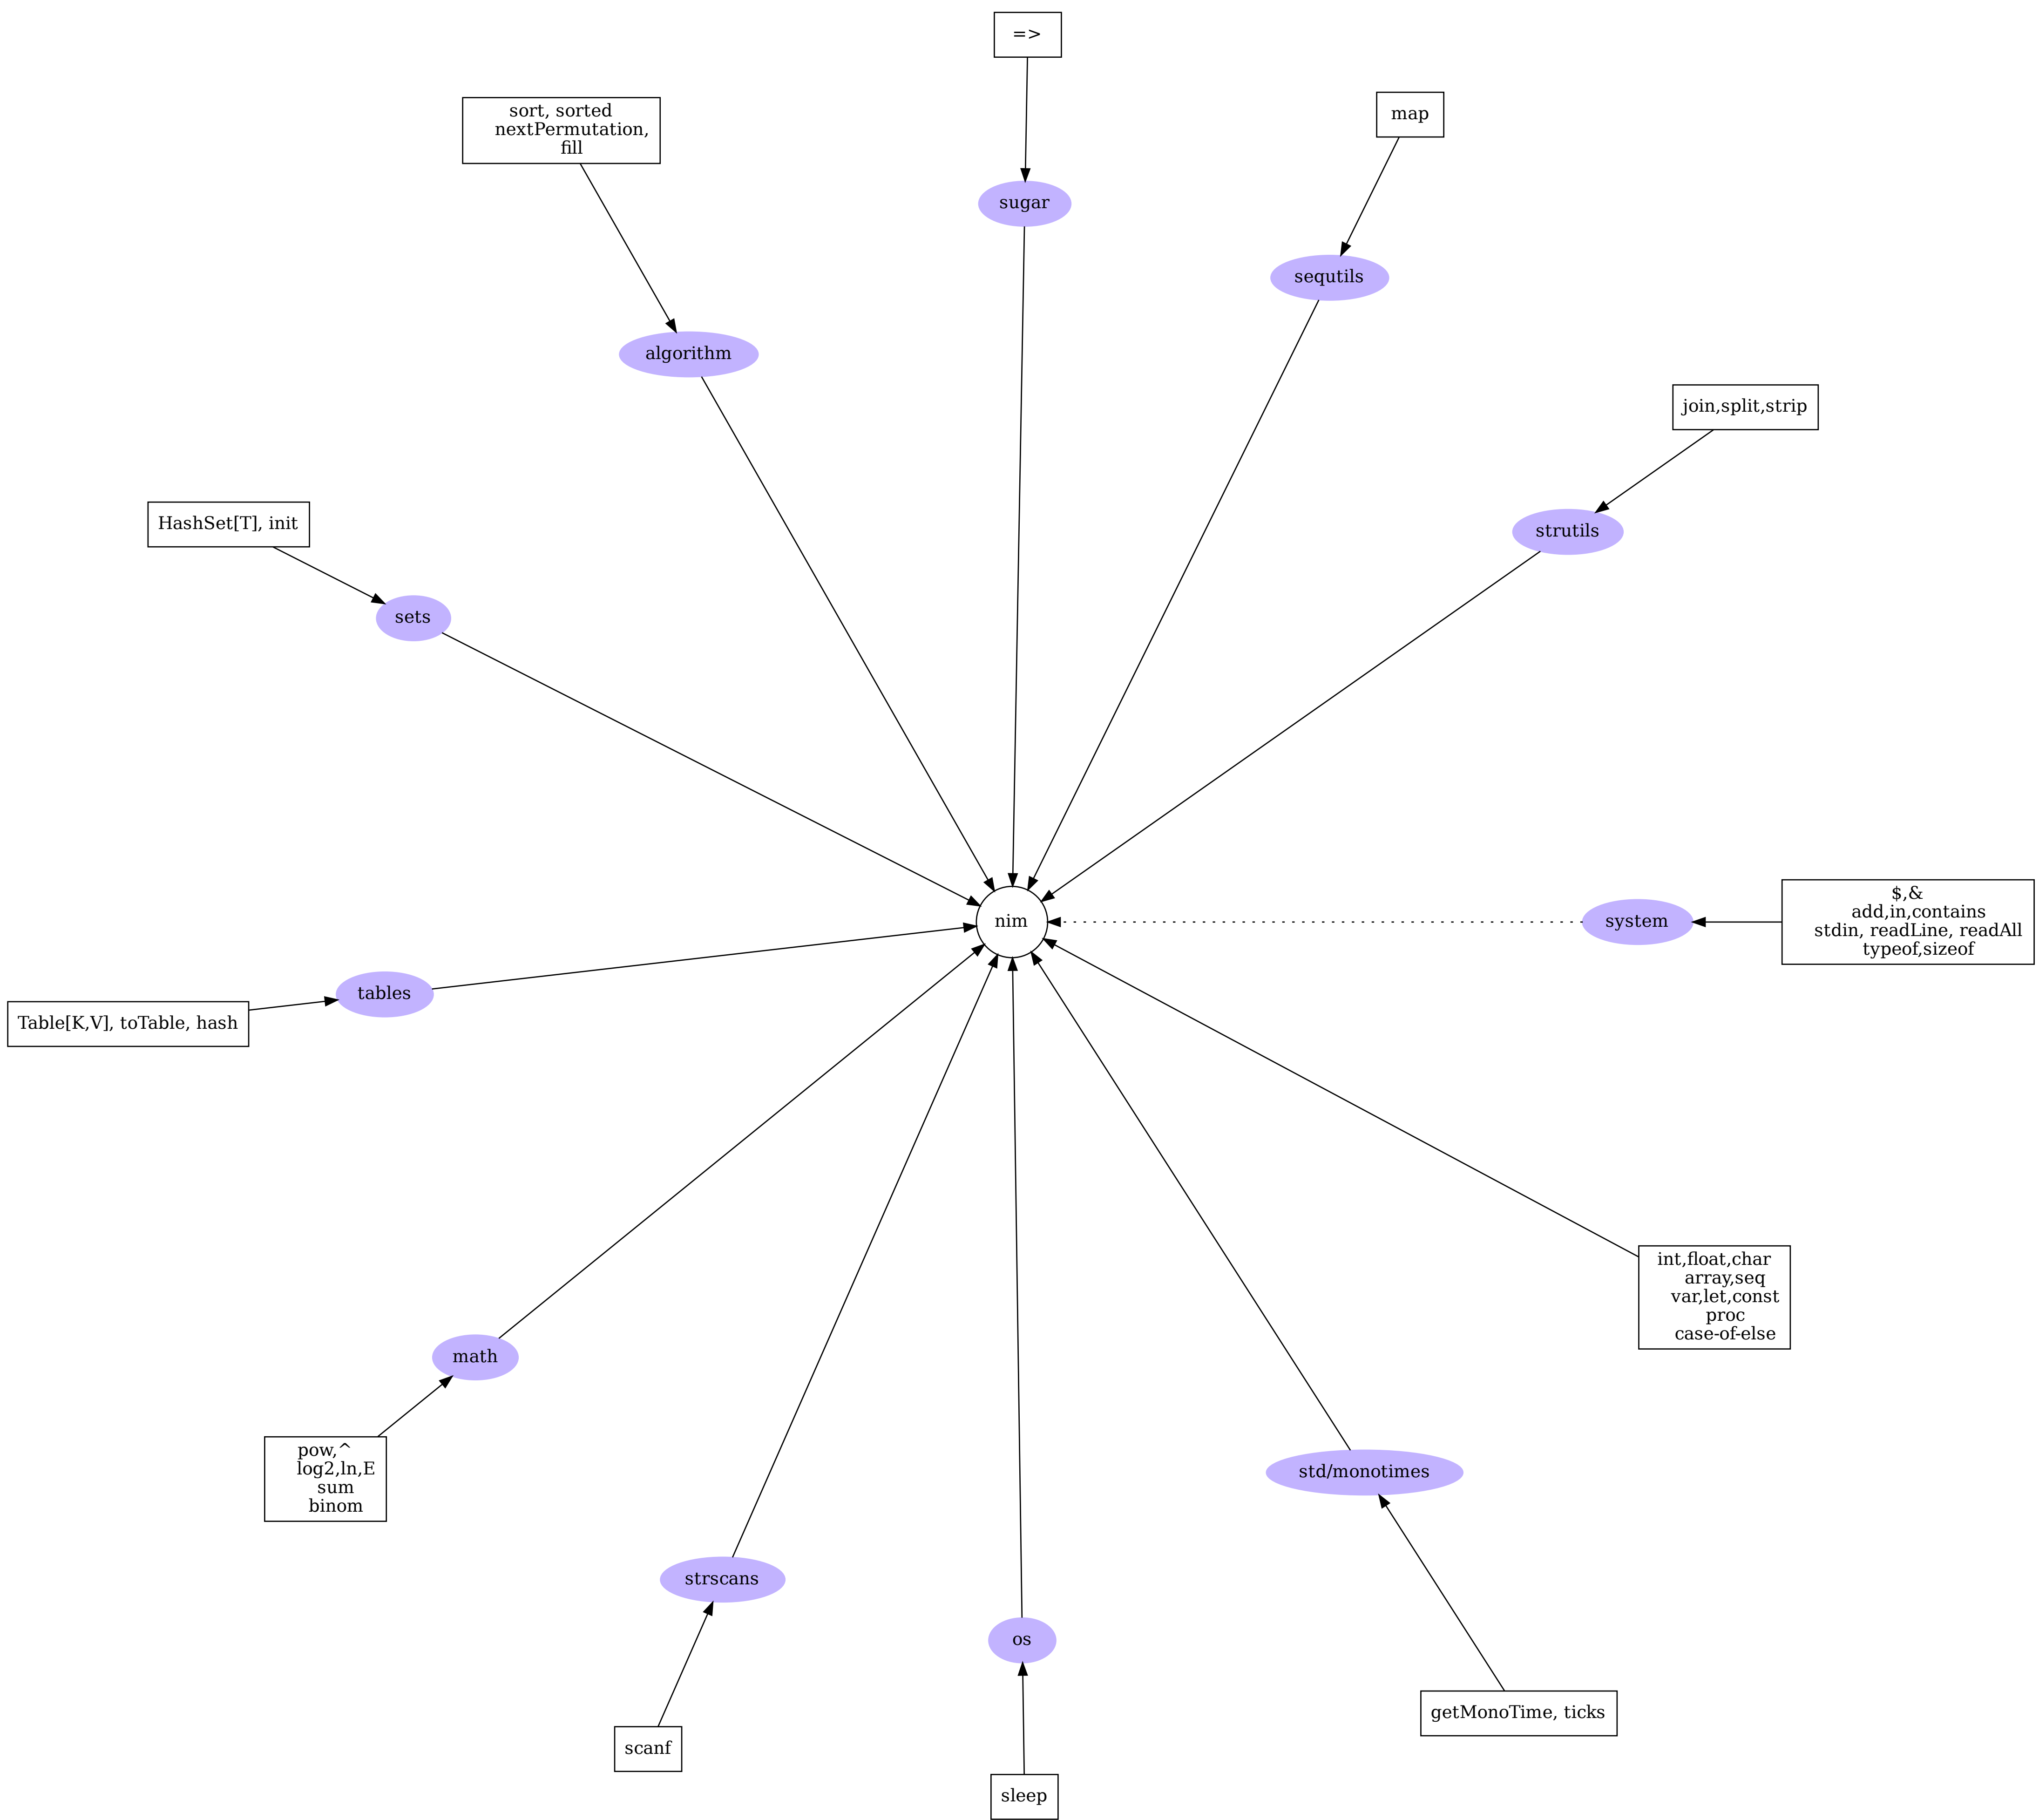 =>
map
sort, sorted
nextPermutation,
fill
sugar
sequtils
algorithm
join,split,strip
HashSet[T], init
strutils
sets
$,&
add,in,contains
stdin, readLine, readAll
typeof,sizeof
system
nim
tables
Table[K,V], toTable, hash
int,float,char
array,seq
var,let,const
proc
case-of-else
math
pow,^
log2,ln,E
sum
binom
std/monotimes
strscans
os
getMonoTime, ticks
scanf
sleep